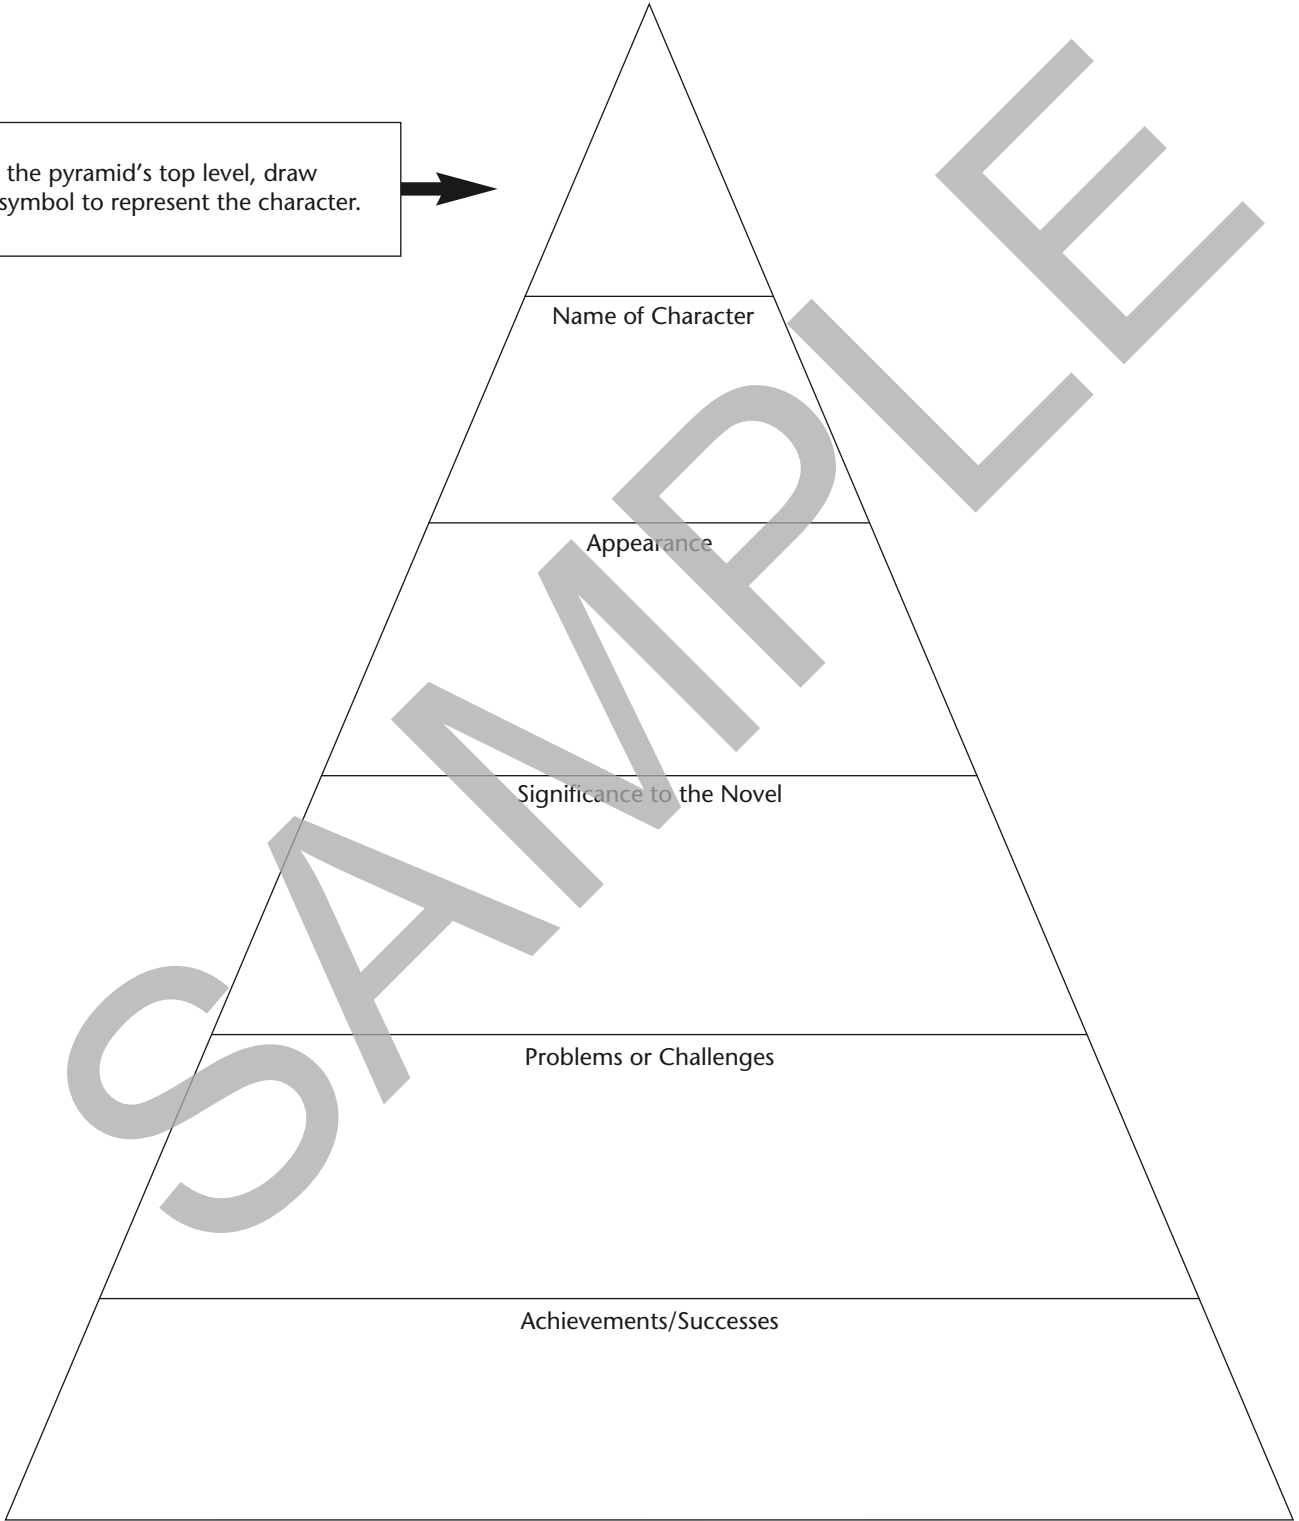 the pyramid's top level, draw
symbol to represent the character.
Name of Character
Appearance
Significance to the Novel
Problems or Challenges
Achievements/Successes
SAMPLE